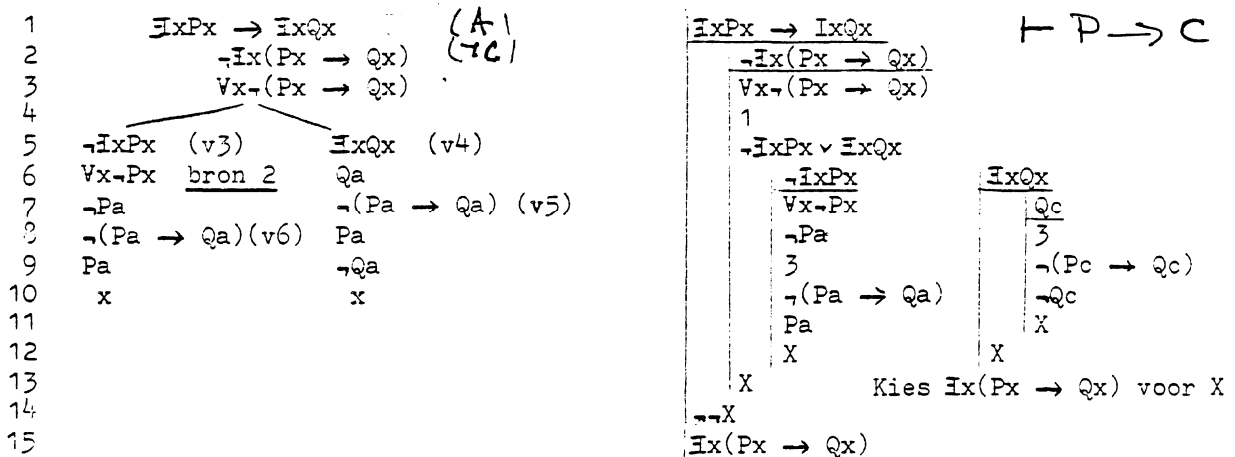 1 ∃xPx → ∃xQx (A) ∃xPx → IxQx ⊢ P → C
2 ¬∃x(Px → Qx) (¬C) ¬∃x(Px → Qx)
3 ∀x¬(Px → Qx) ∀x¬(Px → Qx)
4 1
5 ¬∃xPx (v3) ∃xQx (v4) ¬∃xPx ∨ ∃xQx
6 ∀x¬Px bron 2 Qa ¬∃xPx ∃xQx
7 ¬Pa ¬(Pa → Qa) (v5) ∀x¬Px Qc
8 ¬(Pa → Qa)(v6) Pa ¬Pa 3
9 Pa ¬Qa 3 ¬(Pc → Qc)
10 x x ¬(Pa → Qa) ¬Qc
11 Pa X
12 X X
13 X Kies ∃x(Px → Qx) voor X
14 ¬¬X
15 ∃x(Px → Qx)